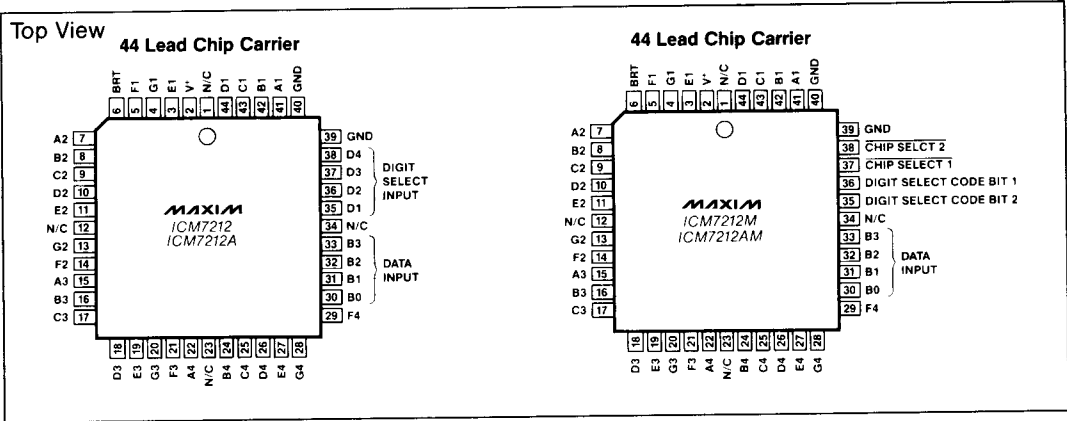 Top View
44 Lead Chip Carrier
BRT F1 G1 E1 V+ N/C D1 C1 B1 A1 GND
6 5 4 3 2 1 44 43 42 41 40
A2 7
B2 8
C2 9
D2 10
E2 11
N/C 12
G2 13
F2 14
A3 15
B3 16
C3 17
MAXIM
ICM7212
ICM7212A
39 GND
38 D4
37 D3
36 D2
35 D1
DIGIT
SELECT
INPUT
34 N/C
33 B3
32 B2
31 B1
30 B0
DATA
INPUT
29 F4
18 19 20 21 22 23 24 25 26 27 28
D3 E3 G3 F3 A4 N/C B4 C4 D4 E4 G4
44 Lead Chip Carrier
BRT F1 G1 E1 V+ N/C D1 C1 B1 A1 GND
6 5 4 3 2 1 44 43 42 41 40
A2 7
B2 8
C2 9
D2 10
E2 11
N/C 12
G2 13
F2 14
A3 15
B3 16
C3 17
MAXIM
ICM7212M
ICM7212AM
39 GND
38 CHIP SELCT 2
37 CHIP SELECT 1
36 DIGIT SELECT CODE BIT 1
35 DIGIT SELECT CODE BIT 2
34 N/C
33 B3
32 B2
31 B1
30 B0
DATA
INPUT
29 F4
18 19 20 21 22 23 24 25 26 27 28
D3 E3 G3 F3 A4 N/C B4 C4 D4 E4 G4